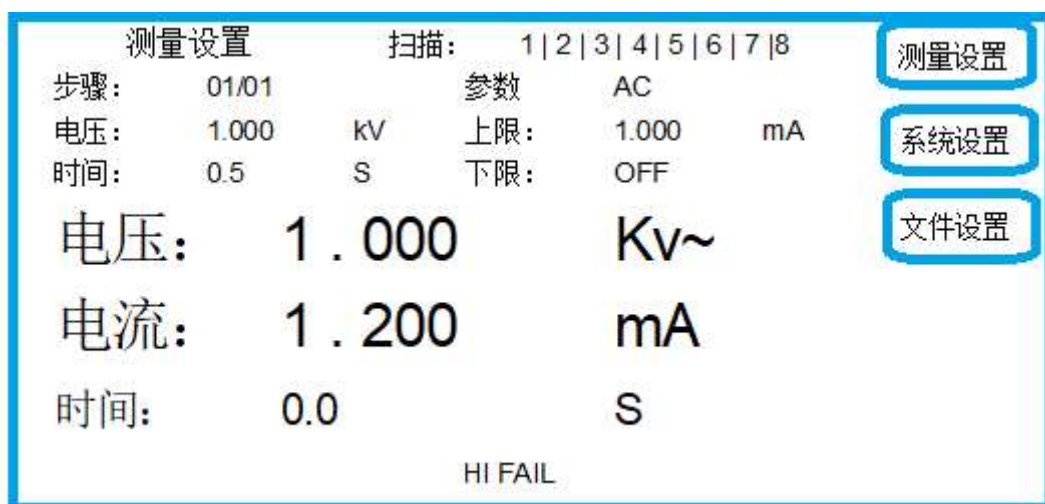 测量设置 扫描： 1 | 2 | 3 | 4 | 5 | 6 | 7 |8 测量设置
步骤： 01/01 参数 AC
电压： 1.000 kV 上限： 1.000 mA 系统设置
时间： 0.5 S 下限： OFF
电压： 1 . 000 Kv~ 文件设置
电流： 1 . 200 mA
时间： 0.0 S
HI FAIL